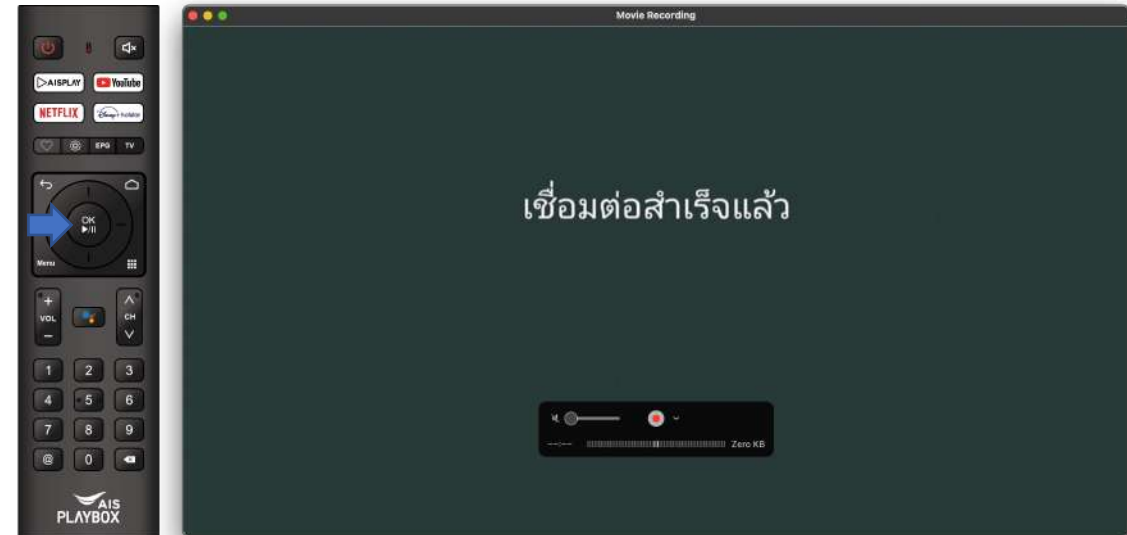 Movie Recording
AISPLAY
YouTube
NETFLIX
Disney+ hotstar
EPG
TV
OK
Menu
+
VOL
−
CH
1 2 3
4 5 6
7 8 9
@ 0
AIS
PLAYBOX
เชื่อมต่อสำเร็จแล้ว
--:--
Zero KB